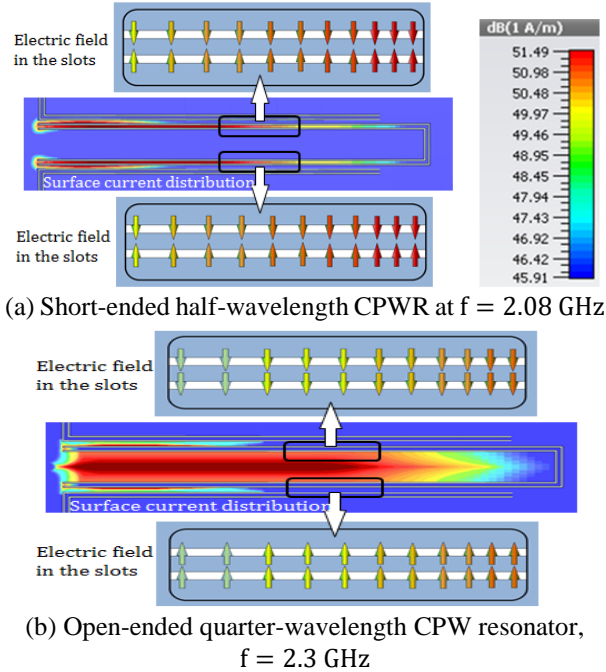 Electric field
in the slots
Surface current distribution
Electric field
in the slots
dB(1 A/m)
51.49
50.98
50.48
49.97
49.46
48.95
48.45
47.94
47.43
46.92
46.42
45.91
(a) Short-ended half-wavelength CPWR at f = 2.08 GHz
Electric field
in the slots
Surface current distribution
Electric field
in the slots
(b) Open-ended quarter-wavelength CPW resonator,
f = 2.3 GHz